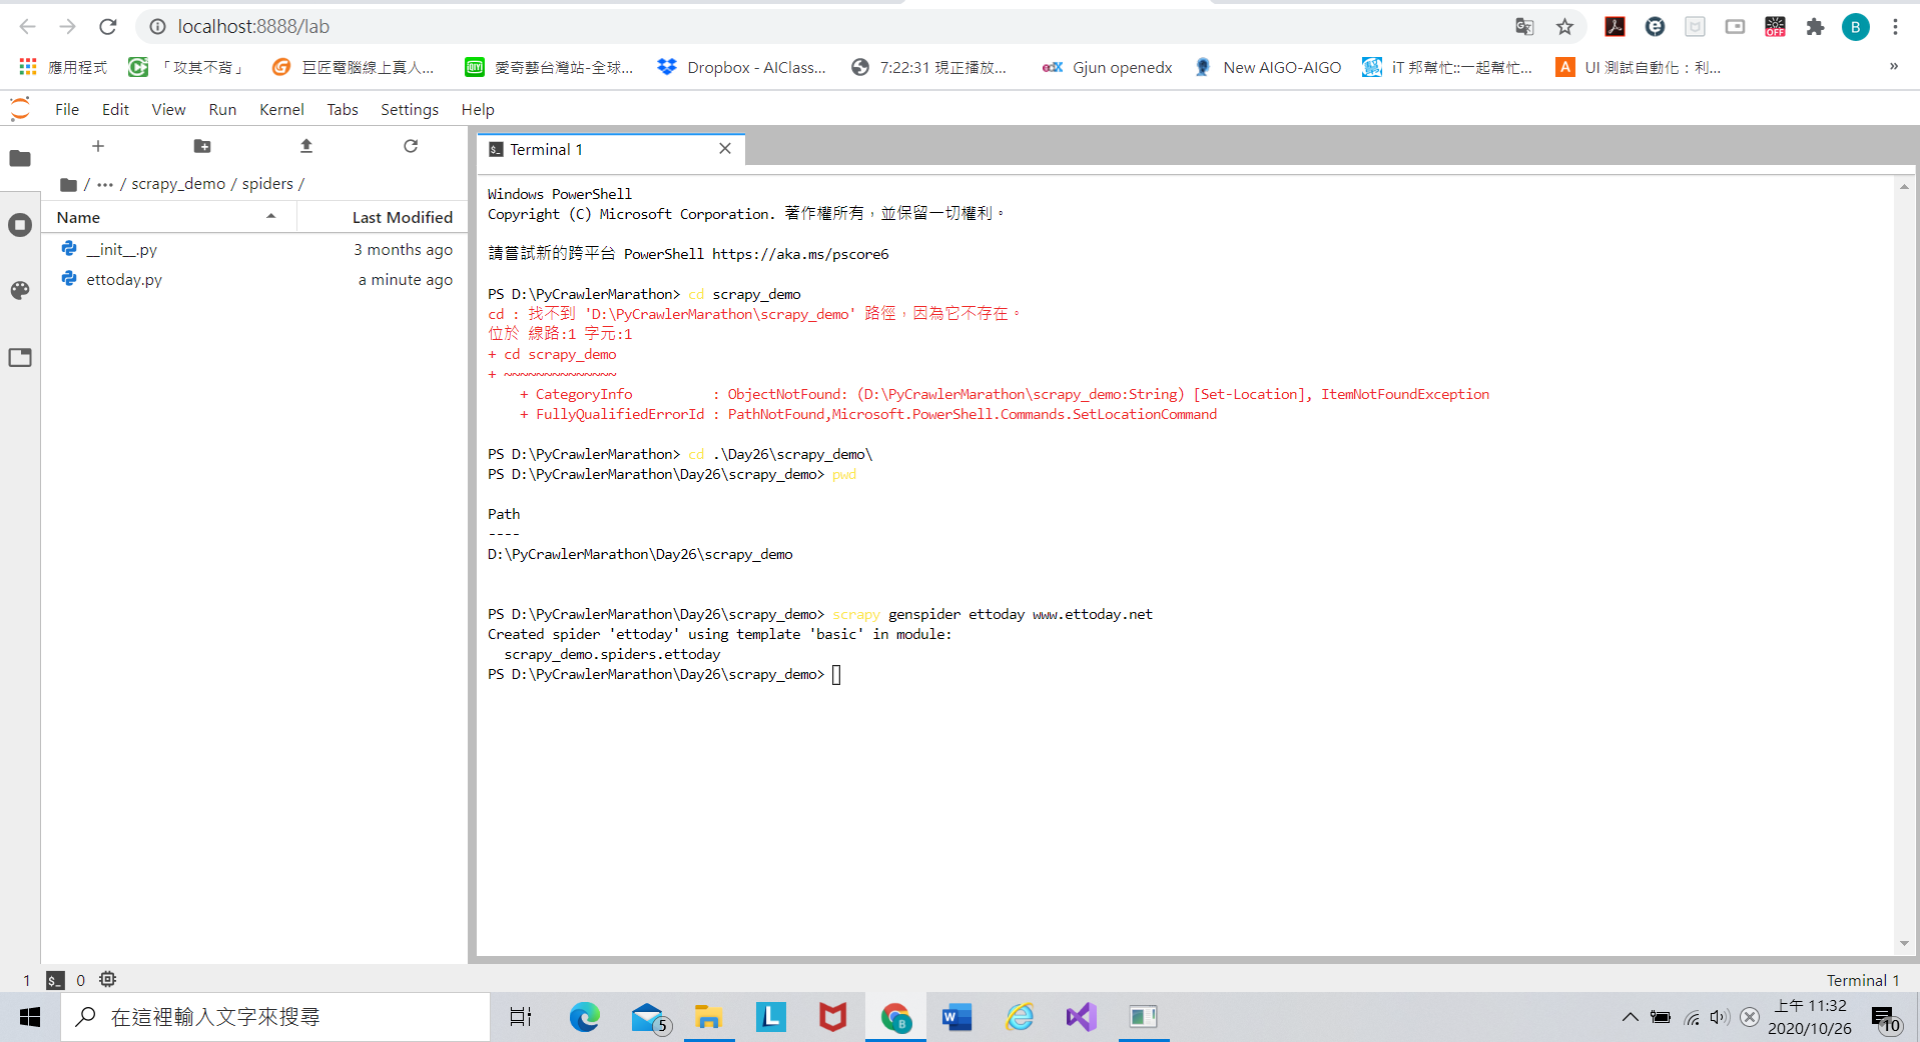 localhost:8888/lab
B
應用程式 「攻其不背」 巨匠電腦線上真人... 愛奇藝台灣站-全球... Dropbox - AIClass... 7:22:31 現正播放... Gjun openedx New AIGO-AIGO iT 邦幫忙::一起幫忙... UI 測試自動化：利... »
File Edit View Run Kernel Tabs Settings Help
Terminal 1
/ ··· / scrapy_demo / spiders /
Name Last Modified
__init__.py 3 months ago
ettoday.py a minute ago
Windows PowerShell
Copyright (C) Microsoft Corporation. 著作權所有，並保留一切權利。
請嘗試新的跨平台 PowerShell https://aka.ms/pscore6
PS D:\PyCrawlerMarathon> cd scrapy_demo
cd : 找不到 'D:\PyCrawlerMarathon\scrapy_demo' 路徑，因為它不存在。
位於 線路:1 字元:1
+ cd scrapy_demo
+ ~~~~~~~~~~~~~~
+ CategoryInfo : ObjectNotFound: (D:\PyCrawlerMarathon\scrapy_demo:String) [Set-Location], ItemNotFoundException
+ FullyQualifiedErrorId : PathNotFound,Microsoft.PowerShell.Commands.SetLocationCommand
PS D:\PyCrawlerMarathon> cd .\Day26\scrapy_demo\
PS D:\PyCrawlerMarathon\Day26\scrapy_demo> pwd
Path
----
D:\PyCrawlerMarathon\Day26\scrapy_demo
PS D:\PyCrawlerMarathon\Day26\scrapy_demo> scrapy genspider ettoday www.ettoday.net
Created spider 'ettoday' using template 'basic' in module:
scrapy_demo.spiders.ettoday
PS D:\PyCrawlerMarathon\Day26\scrapy_demo>
1 0 Terminal 1
在這裡輸入文字來搜尋
5
上午 11:32
2020/10/26
10